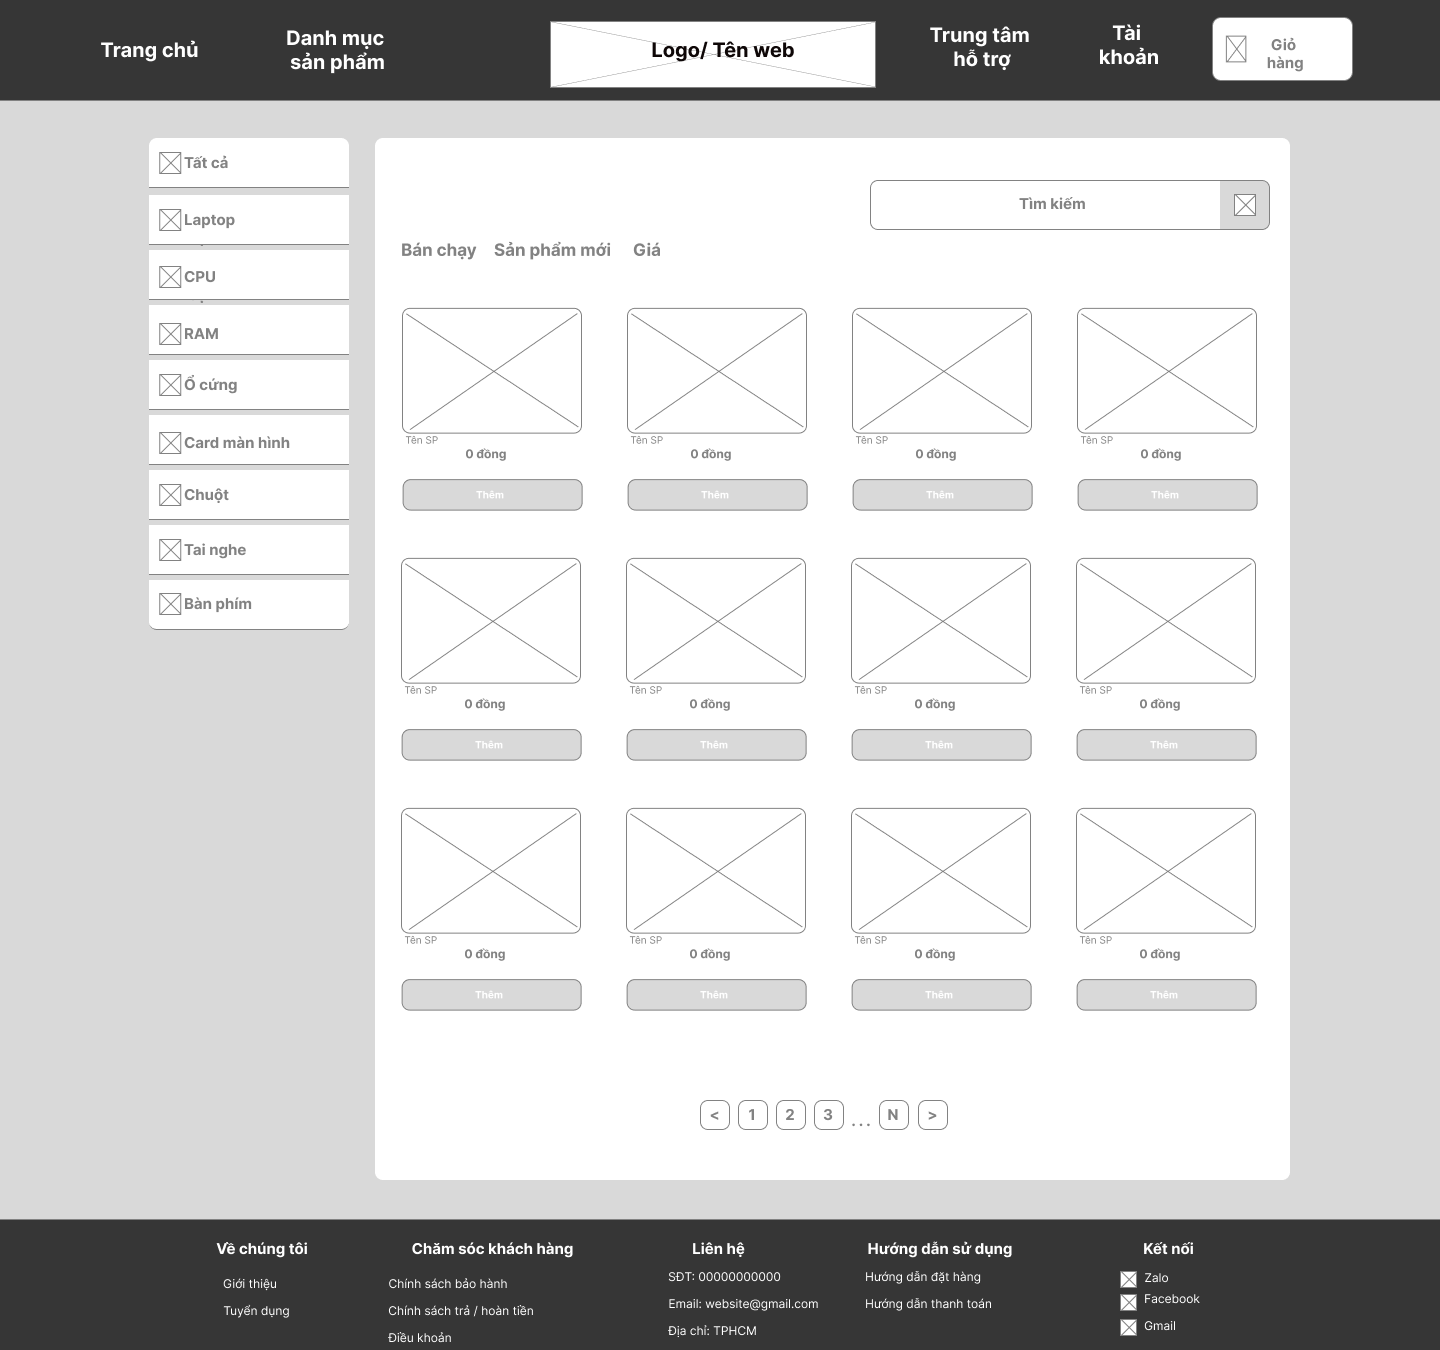 Trang chủ
Danh mục
sản phẩm
Logo/ Tên web
Trung tâm
hỗ trợ
Tài
khoản
Giỏ
hàng
Tất cả
Laptop
CPU
RAM
Ổ cứng
Card màn hình
Chuột
Tai nghe
Bàn phím
Tìm kiếm
Bán chạy Sản phẩm mới Giá
Tên SP Tên SP Tên SP Tên SP
0 đồng 0 đồng 0 đồng 0 đồng
Thêm Thêm Thêm Thêm
Tên SP Tên SP Tên SP Tên SP
0 đồng 0 đồng 0 đồng 0 đồng
Thêm Thêm Thêm Thêm
Tên SP Tên SP Tên SP Tên SP
0 đồng 0 đồng 0 đồng 0 đồng
Thêm Thêm Thêm Thêm
< 1 2 3 ... N >
Về chúng tôi
Giới thiệu
Tuyển dụng
Chăm sóc khách hàng
Chính sách bảo hành
Chính sách trả / hoàn tiền
Điều khoản
Liên hệ
SĐT: 00000000000
Email: website@gmail.com
Địa chỉ: TPHCM
Hướng dẫn sử dụng
Hướng dẫn đặt hàng
Hướng dẫn thanh toán
Kết nối
Zalo
Facebook
Gmail